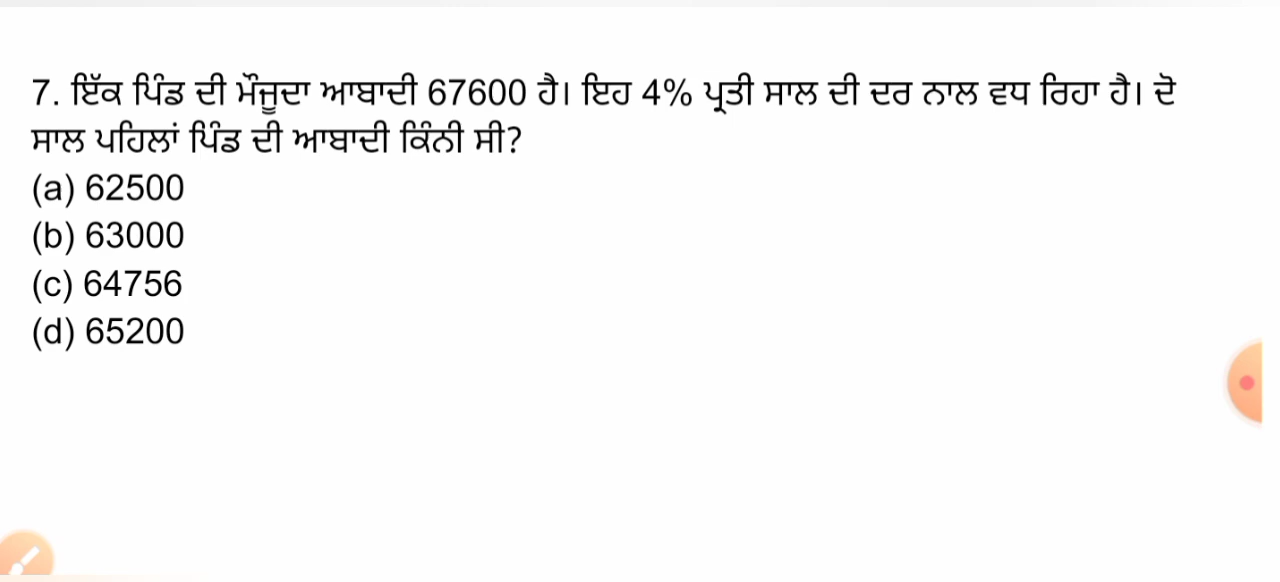 7. ਇੱਕ ਪਿੰਡ ਦੀ ਮੌਜੂਦਾ ਆਬਾਦੀ 67600 ਹੈ। ਇਹ 4% ਪ੍ਰਤੀ ਸਾਲ ਦੀ ਦਰ ਨਾਲ ਵਧ ਰਿਹਾ ਹੈ। ਦੋ
ਸਾਲ ਪਹਿਲਾਂ ਪਿੰਡ ਦੀ ਆਬਾਦੀ ਕਿੰਨੀ ਸੀ?
(a) 62500
(b) 63000
(c) 64756
(d) 65200